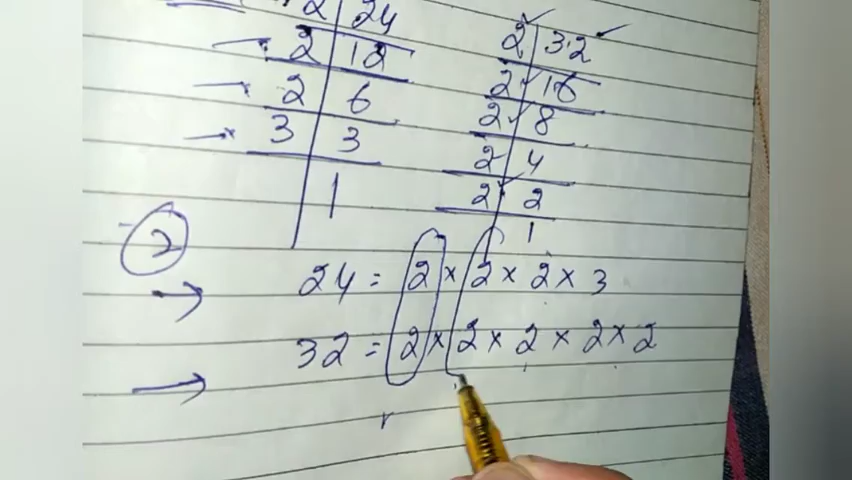 2 | 24
2 | 12
2 | 6
3 | 3
1
2 | 32
2 | 16
2 | 8
2 | 4
2 | 2
1
2
→ 24 = 2 × 2 × 2 × 3
→ 32 = 2 × 2 × 2 × 2 × 2